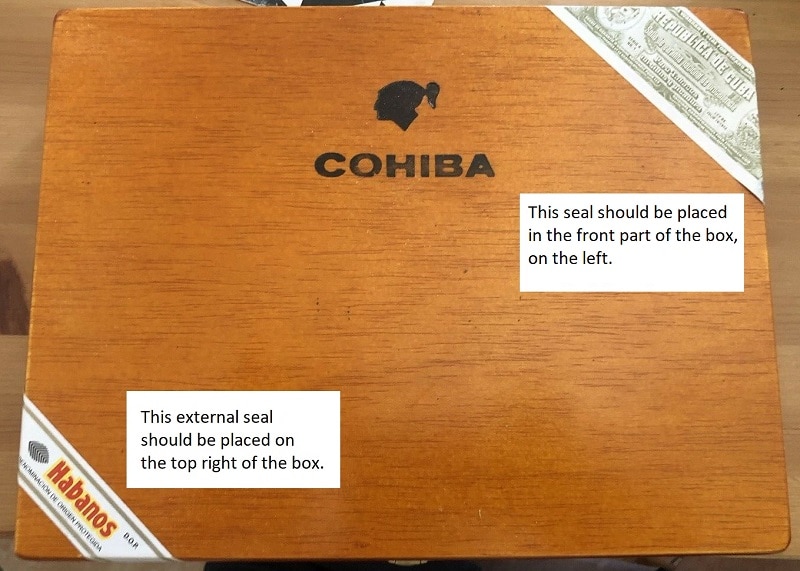 REPUBLICA DE CUBA
COHIBA
This seal should be placed
in the front part of the box,
on the left.
This external seal
should be placed on
the top right of the box.
Habanos
DENOMINACIÓN DE ORIGEN PROTEGIDA
D.O.P.